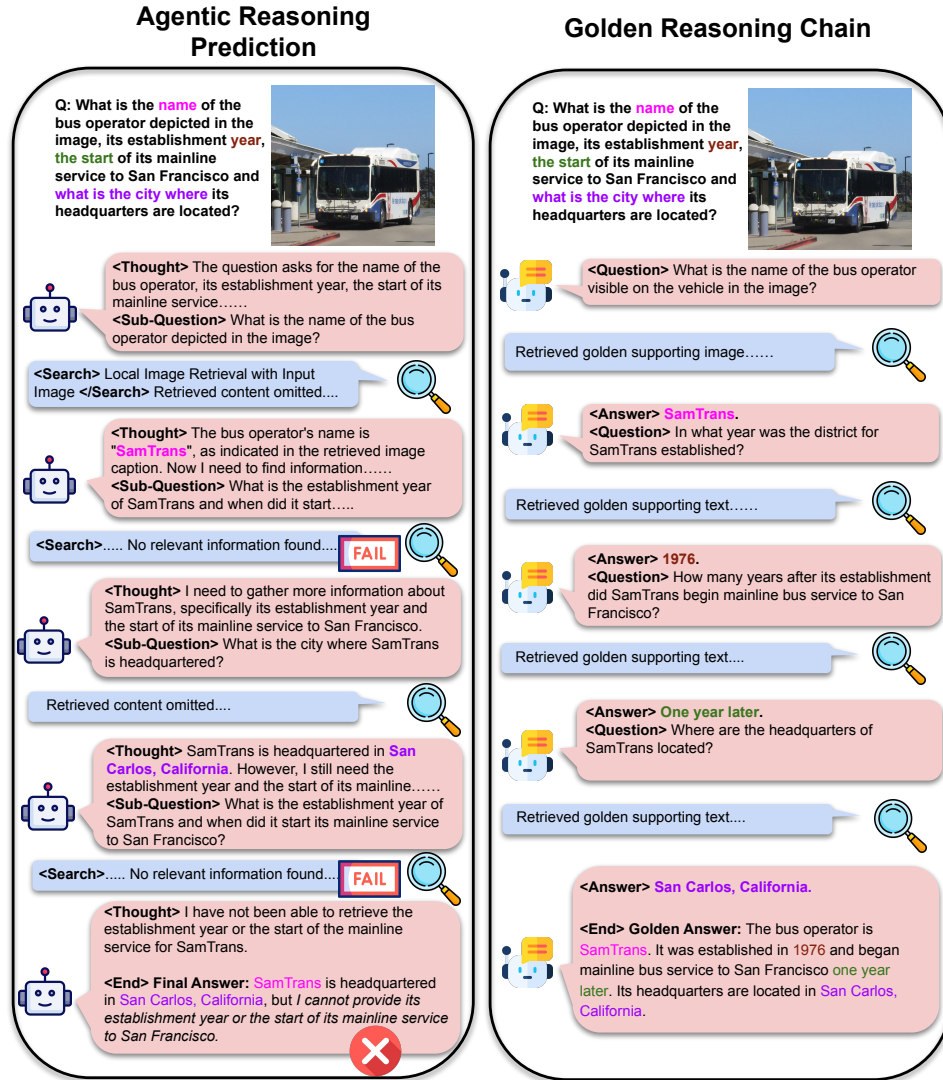 Agentic Reasoning
Prediction
Q: What is the name of the
bus operator depicted in the
image, its establishment year,
the start of its mainline
service to San Francisco and
what is the city where its
headquarters are located?
<Thought> The question asks for the name of the
bus operator, its establishment year, the start of its
mainline service……
<Sub-Question> What is the name of the bus
operator depicted in the image?
<Search> Local Image Retrieval with Input
Image </Search> Retrieved content omitted....
<Thought> The bus operator's name is
"SamTrans", as indicated in the retrieved image
caption. Now I need to find information……
<Sub-Question> What is the establishment year
of SamTrans and when did it start…..
<Search>..... No relevant information found....
FAIL
<Thought> I need to gather more information about
SamTrans, specifically its establishment year and
the start of its mainline service to San Francisco.
<Sub-Question> What is the city where SamTrans
is headquartered?
Retrieved content omitted....
<Thought> SamTrans is headquartered in San
Carlos, California. However, I still need the
establishment year and the start of its mainline……
<Sub-Question> What is the establishment year of
SamTrans and when did it start its mainline service
to San Francisco?
<Search>..... No relevant information found....
FAIL
<Thought> I have not been able to retrieve the
establishment year or the start of the mainline
service for SamTrans.
<End> Final Answer: SamTrans is headquartered
in San Carlos, California, but I cannot provide its
establishment year or the start of its mainline service
to San Francisco.
Golden Reasoning Chain
Q: What is the name of the
bus operator depicted in the
image, its establishment year,
the start of its mainline
service to San Francisco and
what is the city where its
headquarters are located?
<Question> What is the name of the bus operator
visible on the vehicle in the image?
Retrieved golden supporting image……
<Answer> SamTrans.
<Question> In what year was the district for
SamTrans established?
Retrieved golden supporting text……
<Answer> 1976.
<Question> How many years after its establishment
did SamTrans begin mainline bus service to San
Francisco?
Retrieved golden supporting text....
<Answer> One year later.
<Question> Where are the headquarters of
SamTrans located?
Retrieved golden supporting text....
<Answer> San Carlos, California.
<End> Golden Answer: The bus operator is
SamTrans. It was established in 1976 and began
mainline bus service to San Francisco one year
later. Its headquarters are located in San Carlos,
California.